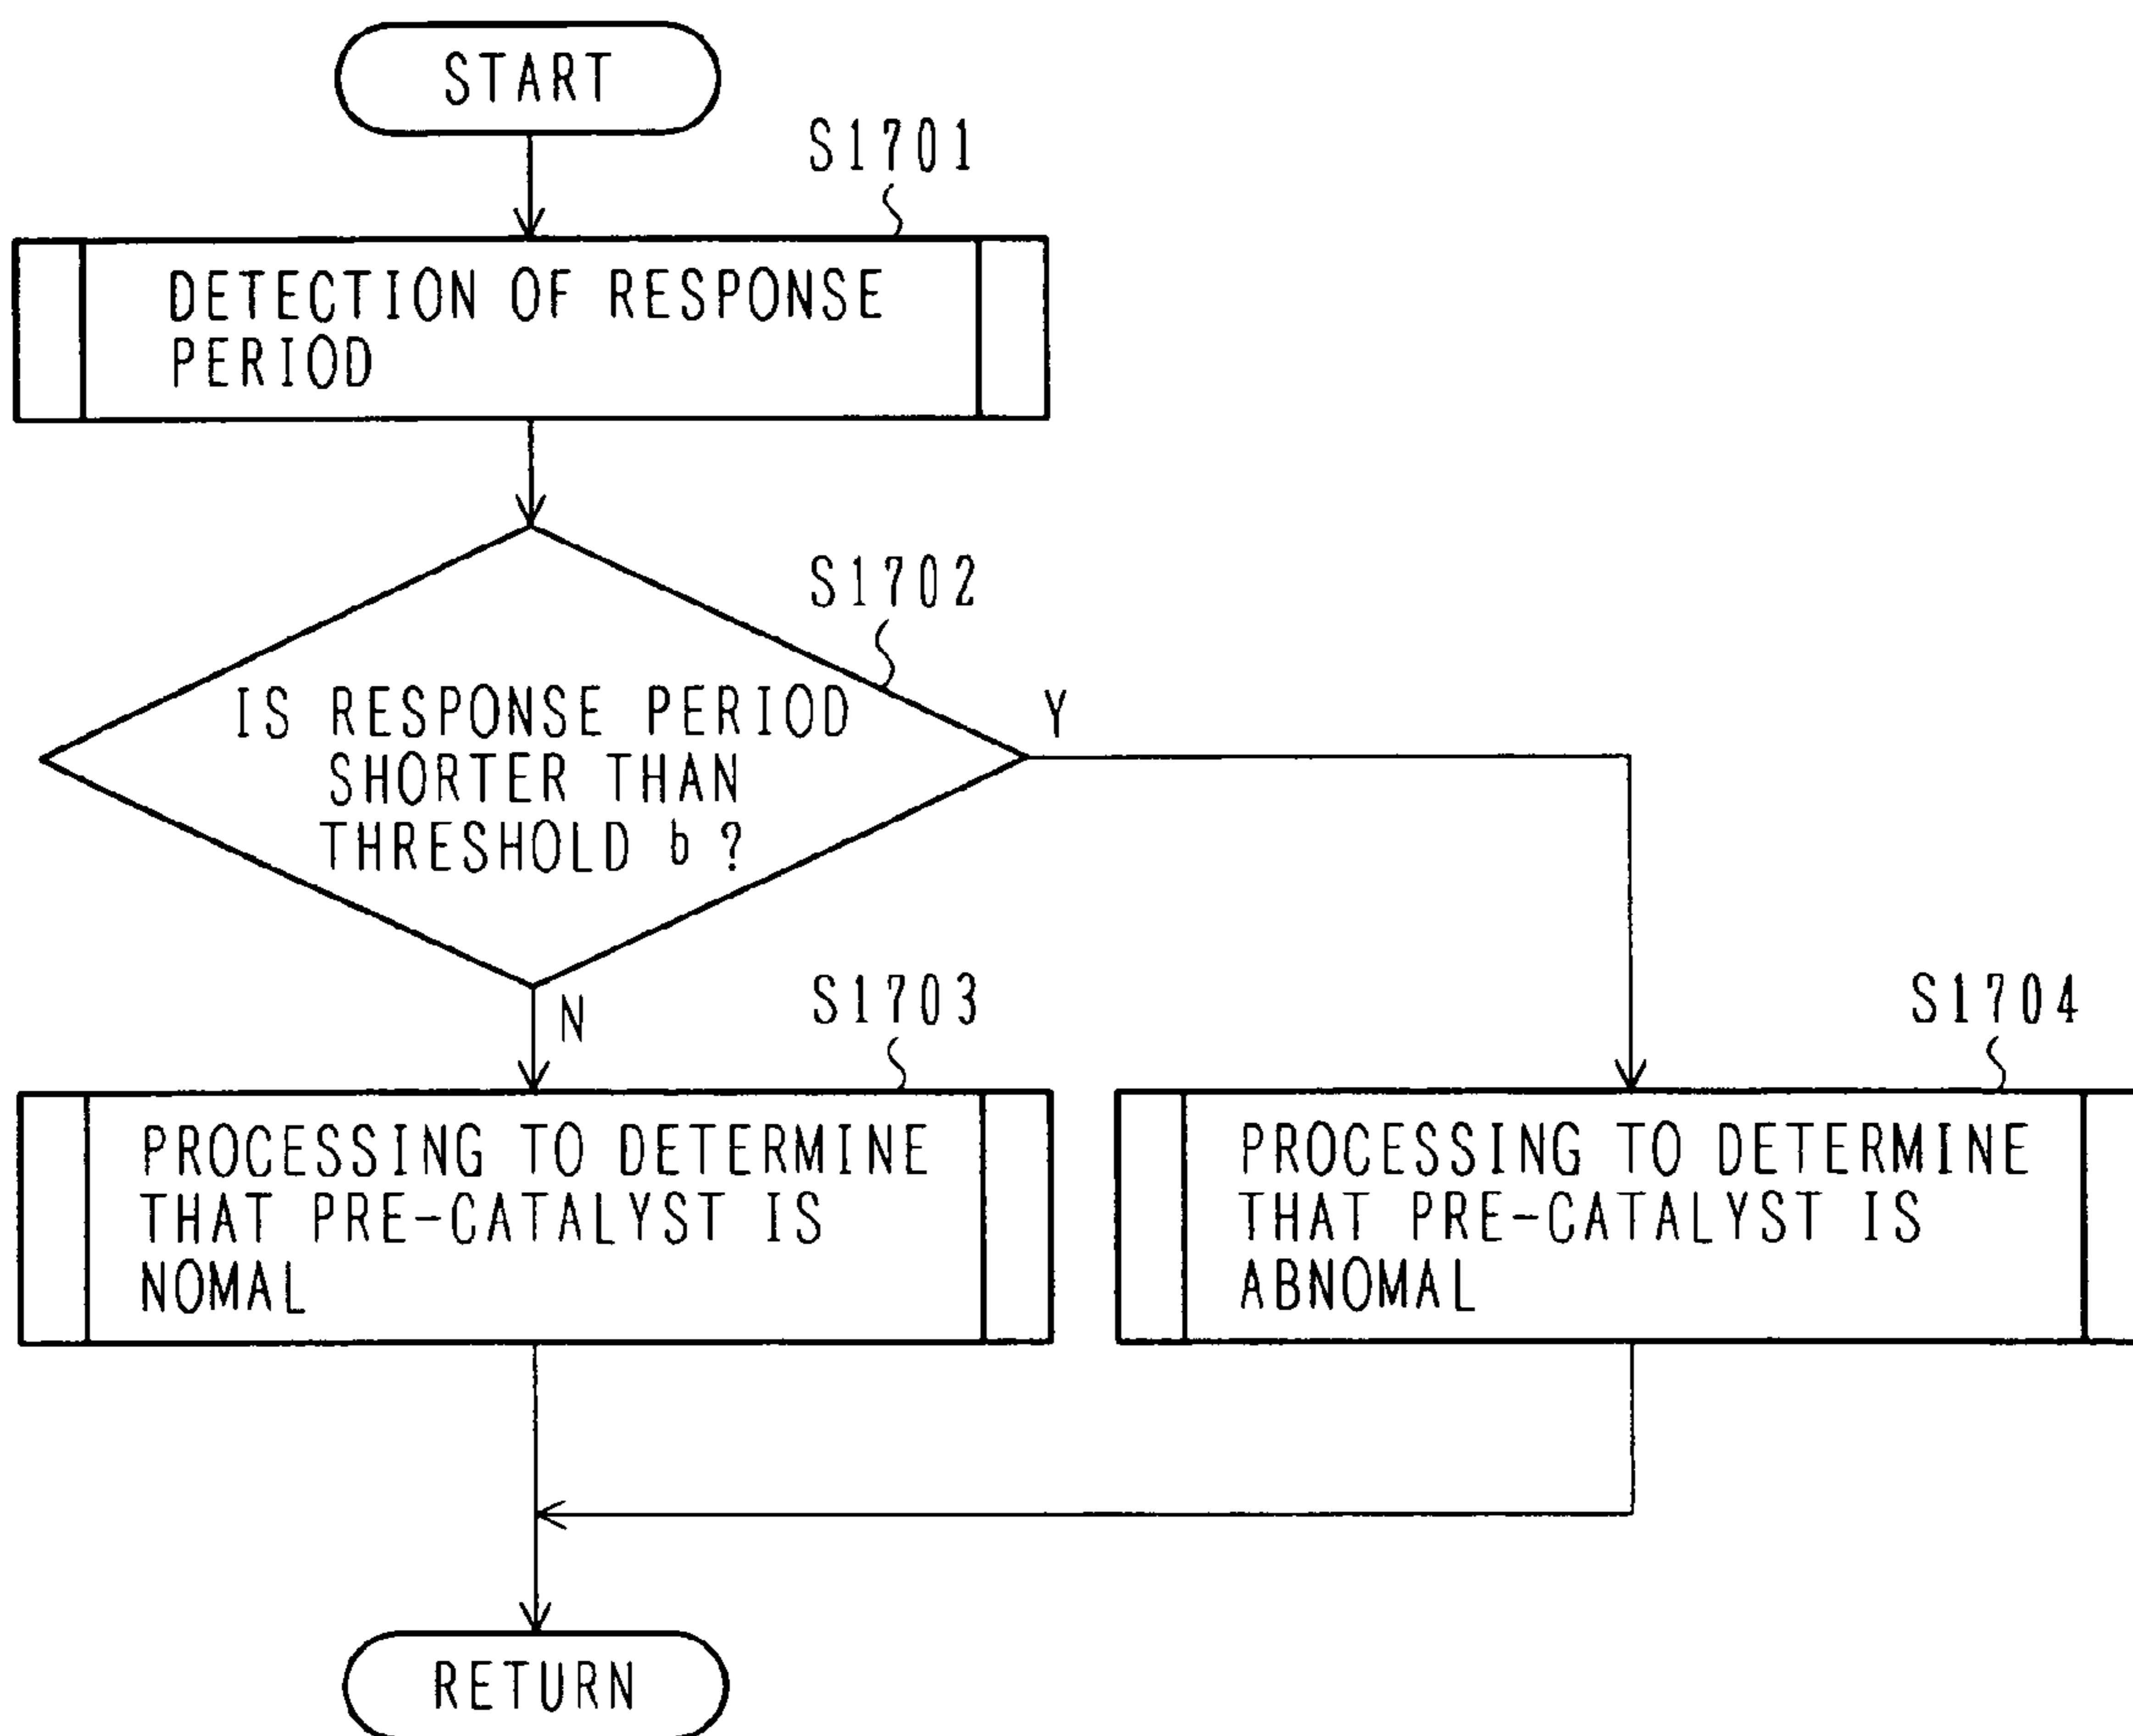 START
S1701
DETECTION OF RESPONSE
PERIOD
S1702
IS RESPONSE PERIOD
SHORTER THAN
THRESHOLD b ?
Y
N
S1703
PROCESSING TO DETERMINE
THAT PRE-CATALYST IS
NOMAL
S1704
PROCESSING TO DETERMINE
THAT PRE-CATALYST IS
ABNOMAL
RETURN